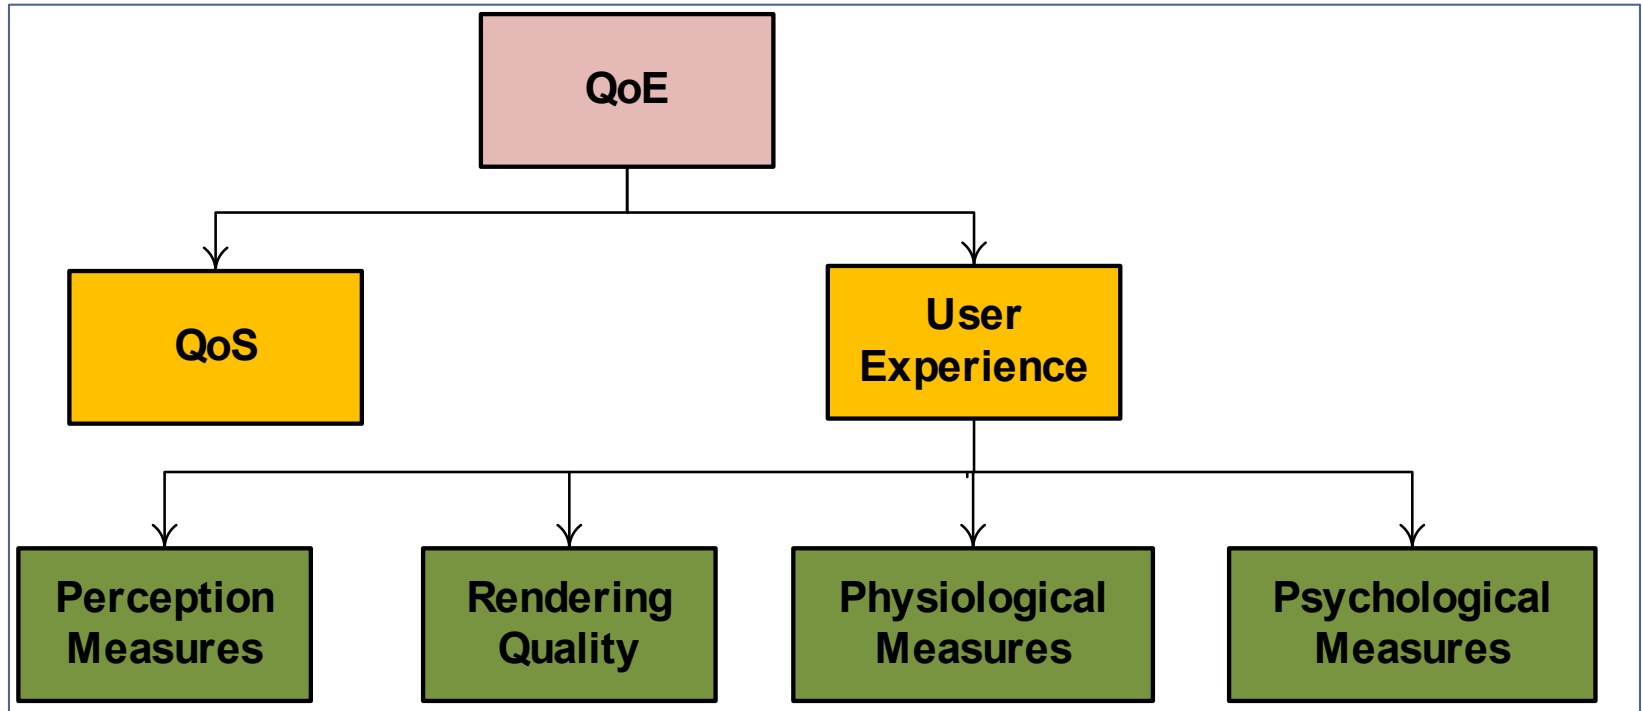 QoE
QoS
User
Experience
Perception
Measures
Rendering
Quality
Physiological
Measures
Psychological
Measures